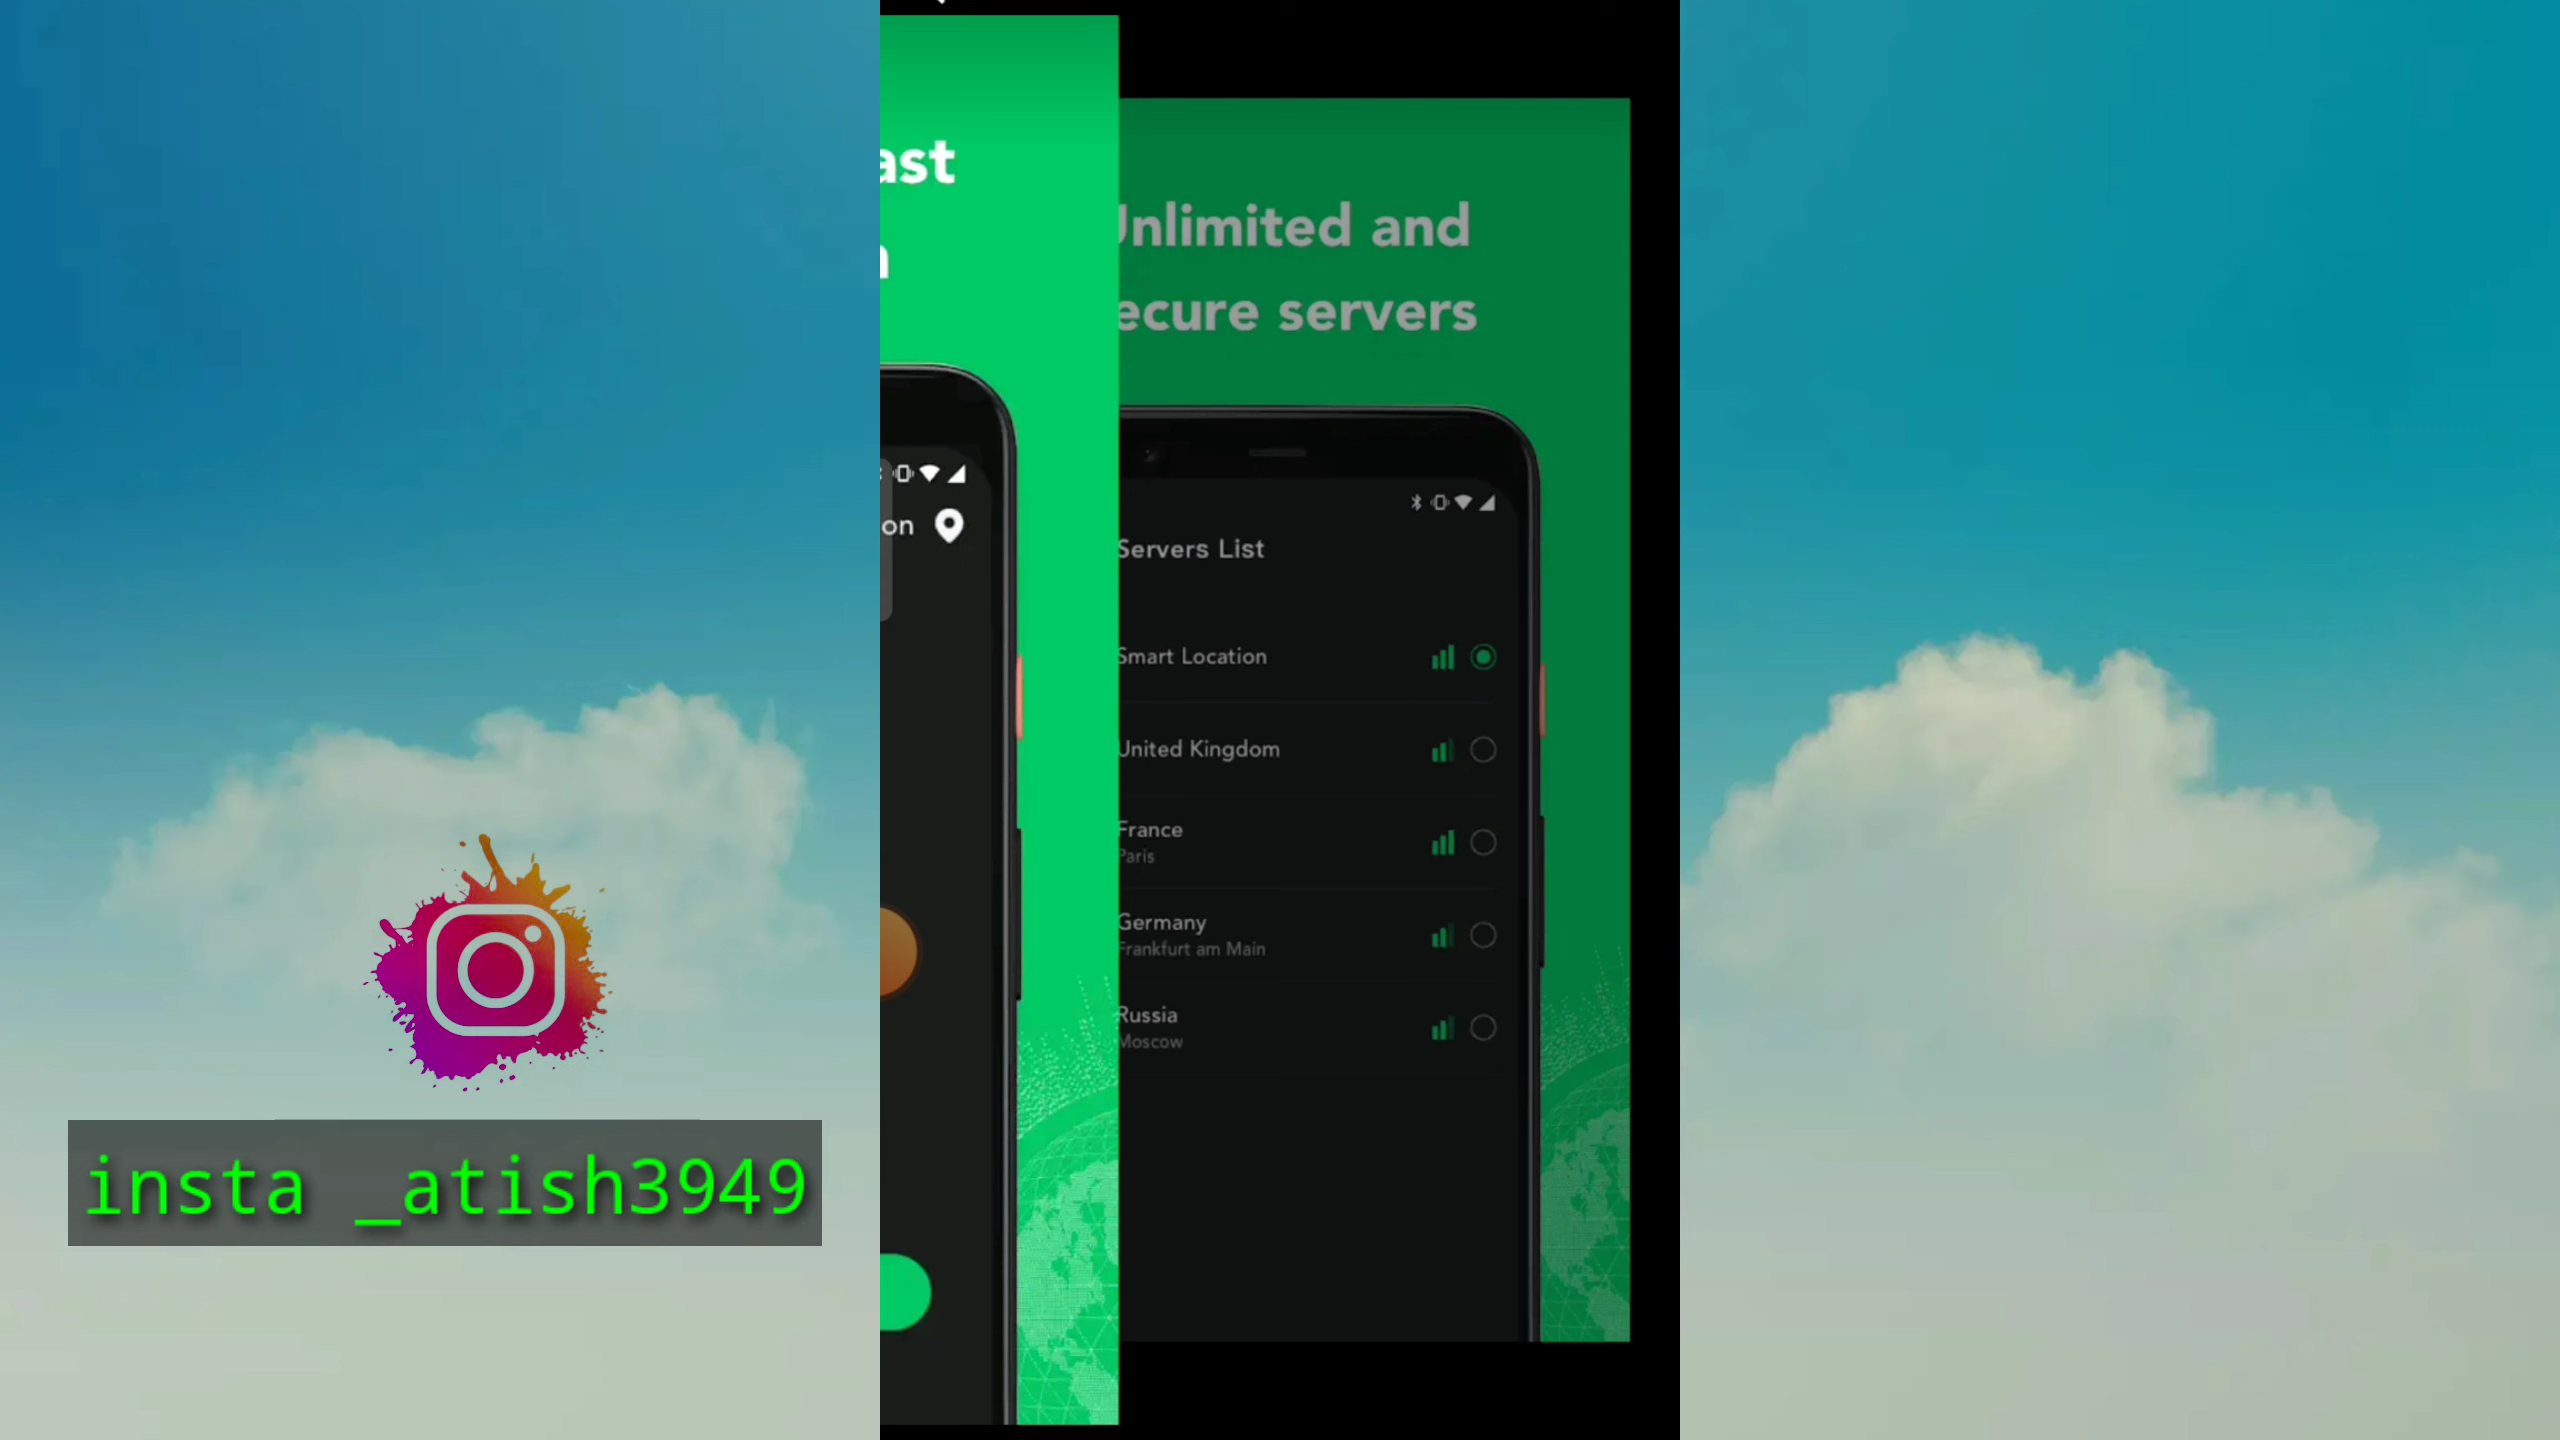 ast
on
Unlimited and
ecure servers
Servers List
Smart Location
United Kingdom
France
Paris
Germany
Frankfurt am Main
Russia
Moscow
insta _atish3949